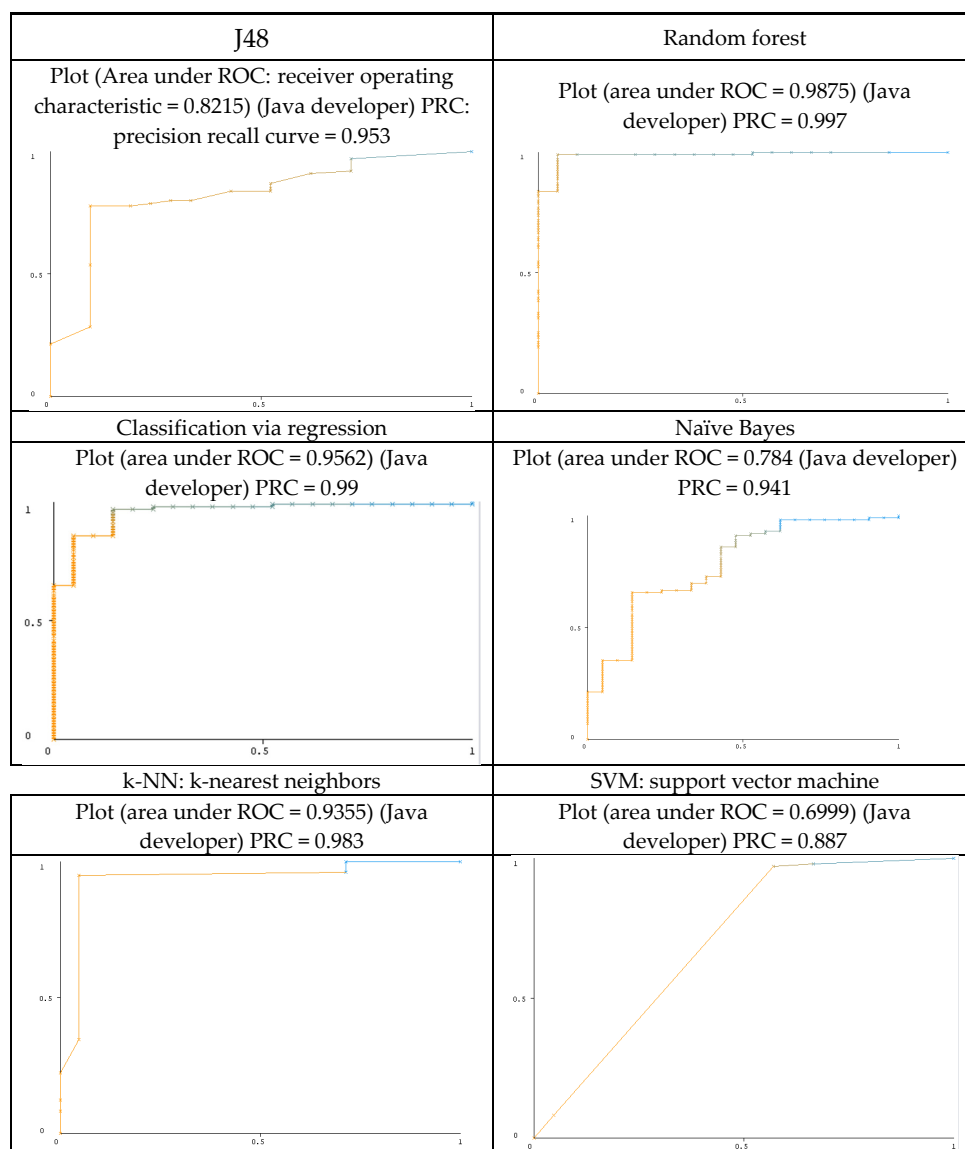 J48
Random forest
Plot (Area under ROC: receiver operating
characteristic = 0.8215) (Java developer) PRC:
precision recall curve = 0.953
Plot (area under ROC = 0.9875) (Java
developer) PRC = 0.997
1
0.5
0
0.5
1
1
0.5
0
0
0.5
1
Classification via regression
Naïve Bayes
Plot (area under ROC = 0.9562) (Java
developer) PRC = 0.99
Plot (area under ROC = 0.784 (Java developer)
PRC = 0.941
1
0.5
0
0
0.5
1
1
0.5
0
0
0.5
1
k-NN: k-nearest neighbors
SVM: support vector machine
Plot (area under ROC = 0.9355) (Java
developer) PRC = 0.983
Plot (area under ROC = 0.6999) (Java
developer) PRC = 0.887
1
0.5
0
0
0.5
1
1
0.5
0
0
0.5
1